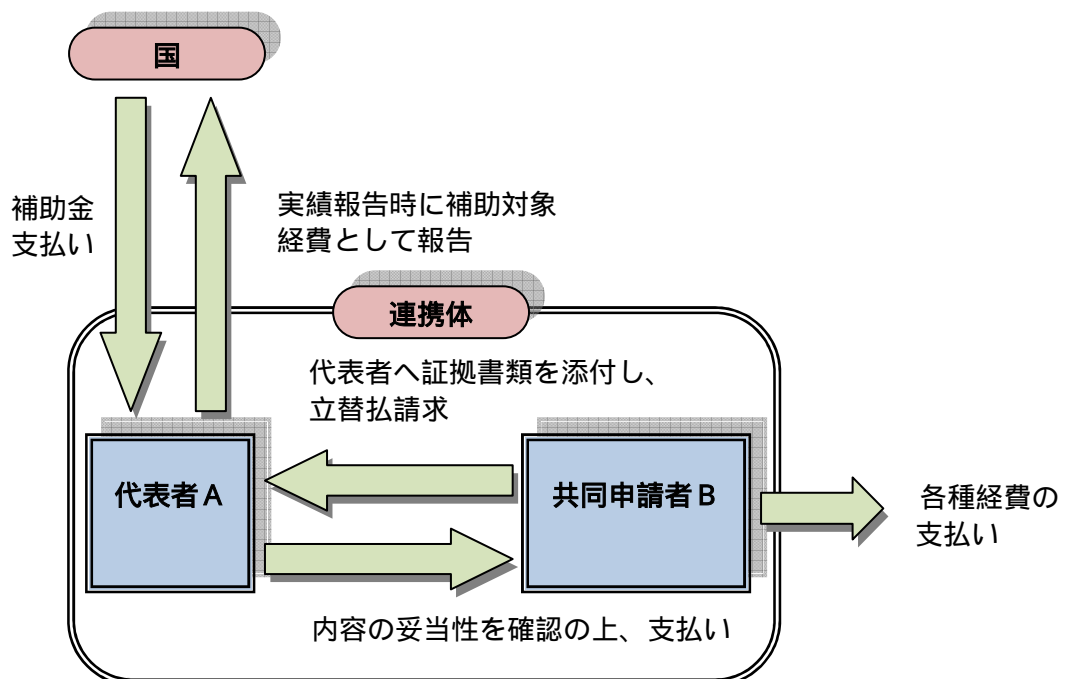 国
補助金
支払い
実績報告時に補助対象
経費として報告
連携体
代表者へ証拠書類を添付し、
立替払請求
代表者Ａ
共同申請者Ｂ
各種経費の
支払い
内容の妥当性を確認の上、支払い